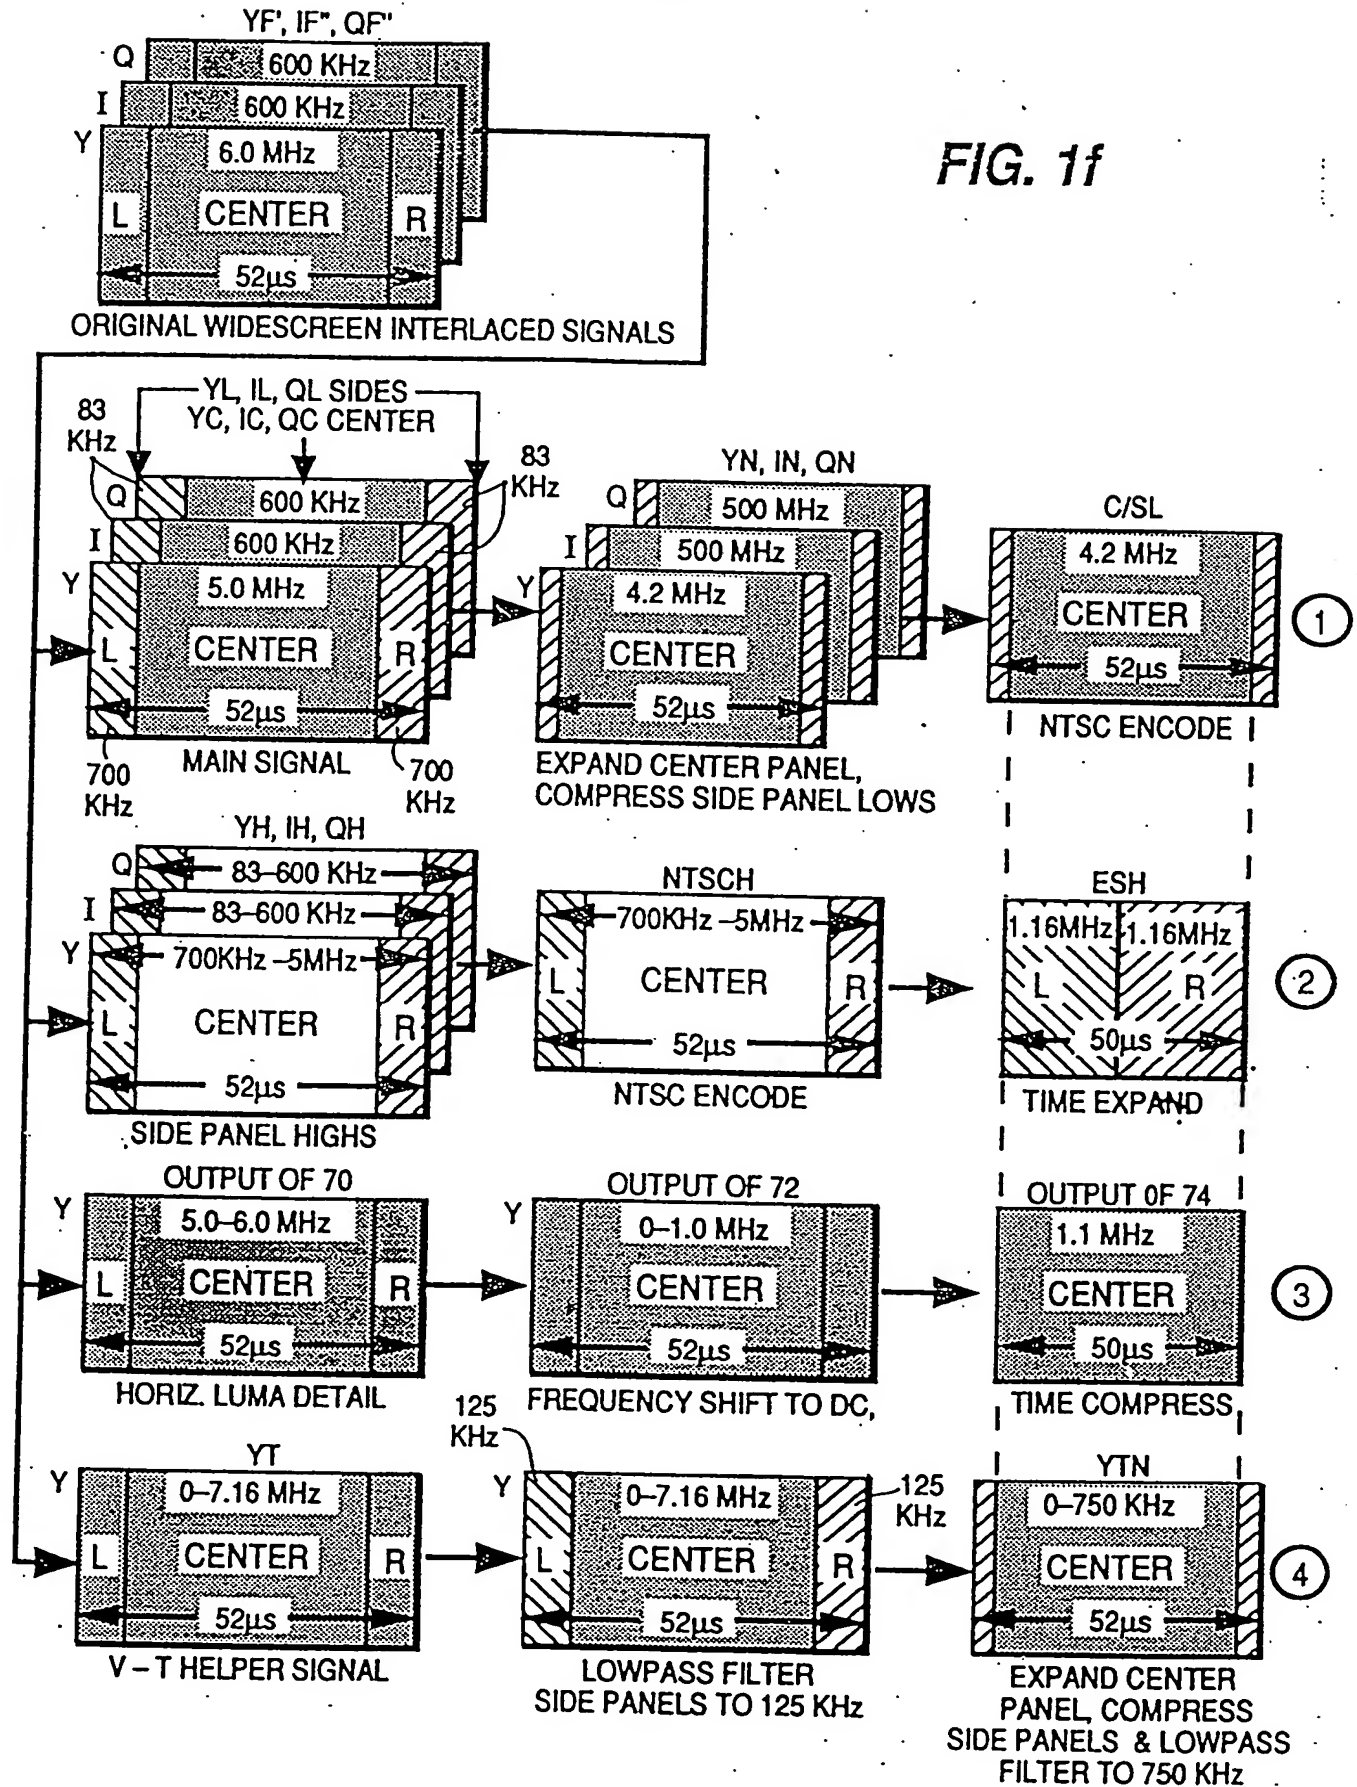 YF', IF", QF"
Q
600 KHz
I
600 KHz
Y
6.0 MHz
L
CENTER
R
52µs
ORIGINAL WIDESCREEN INTERLACED SIGNALS
FIG. 1f
YL, IL, QL SIDES
YC, IC, QC CENTER
83
KHz
83
KHz
Q
600 KHz
I
600 KHz
Y
5.0 MHz
L
CENTER
R
52µs
MAIN SIGNAL
700
KHz
700
KHz
YN, IN, QN
Q
500 MHz
I
500 MHz
Y
4.2 MHz
CENTER
52µs
EXPAND CENTER PANEL,
COMPRESS SIDE PANEL LOWS
C/SL
4.2 MHz
CENTER
52µs
NTSC ENCODE
1
YH, IH, QH
Q
83–600 KHz
I
83–600 KHz
Y
700KHz –5MHz
L
CENTER
R
52µs
SIDE PANEL HIGHS
NTSCH
700KHz –5MHz
L
CENTER
R
52µs
NTSC ENCODE
ESH
1.16MHz
1.16MHz
L
R
50µs
TIME EXPAND
2
OUTPUT OF 70
Y
5.0–6.0 MHz
L
CENTER
R
52µs
HORIZ. LUMA DETAIL
OUTPUT OF 72
Y
0–1.0 MHz
CENTER
52µs
FREQUENCY SHIFT TO DC,
OUTPUT OF 74
1.1 MHz
CENTER
50µs
TIME COMPRESS
3
YT
Y
0–7.16 MHz
L
CENTER
R
52µs
V – T HELPER SIGNAL
125
KHz
Y
0–7.16 MHz
125
KHz
L
CENTER
R
52µs
LOWPASS FILTER
SIDE PANELS TO 125 KHz
YTN
0–750 KHz
CENTER
52µs
EXPAND CENTER
PANEL, COMPRESS
SIDE PANELS & LOWPASS
FILTER TO 750 KHz
4